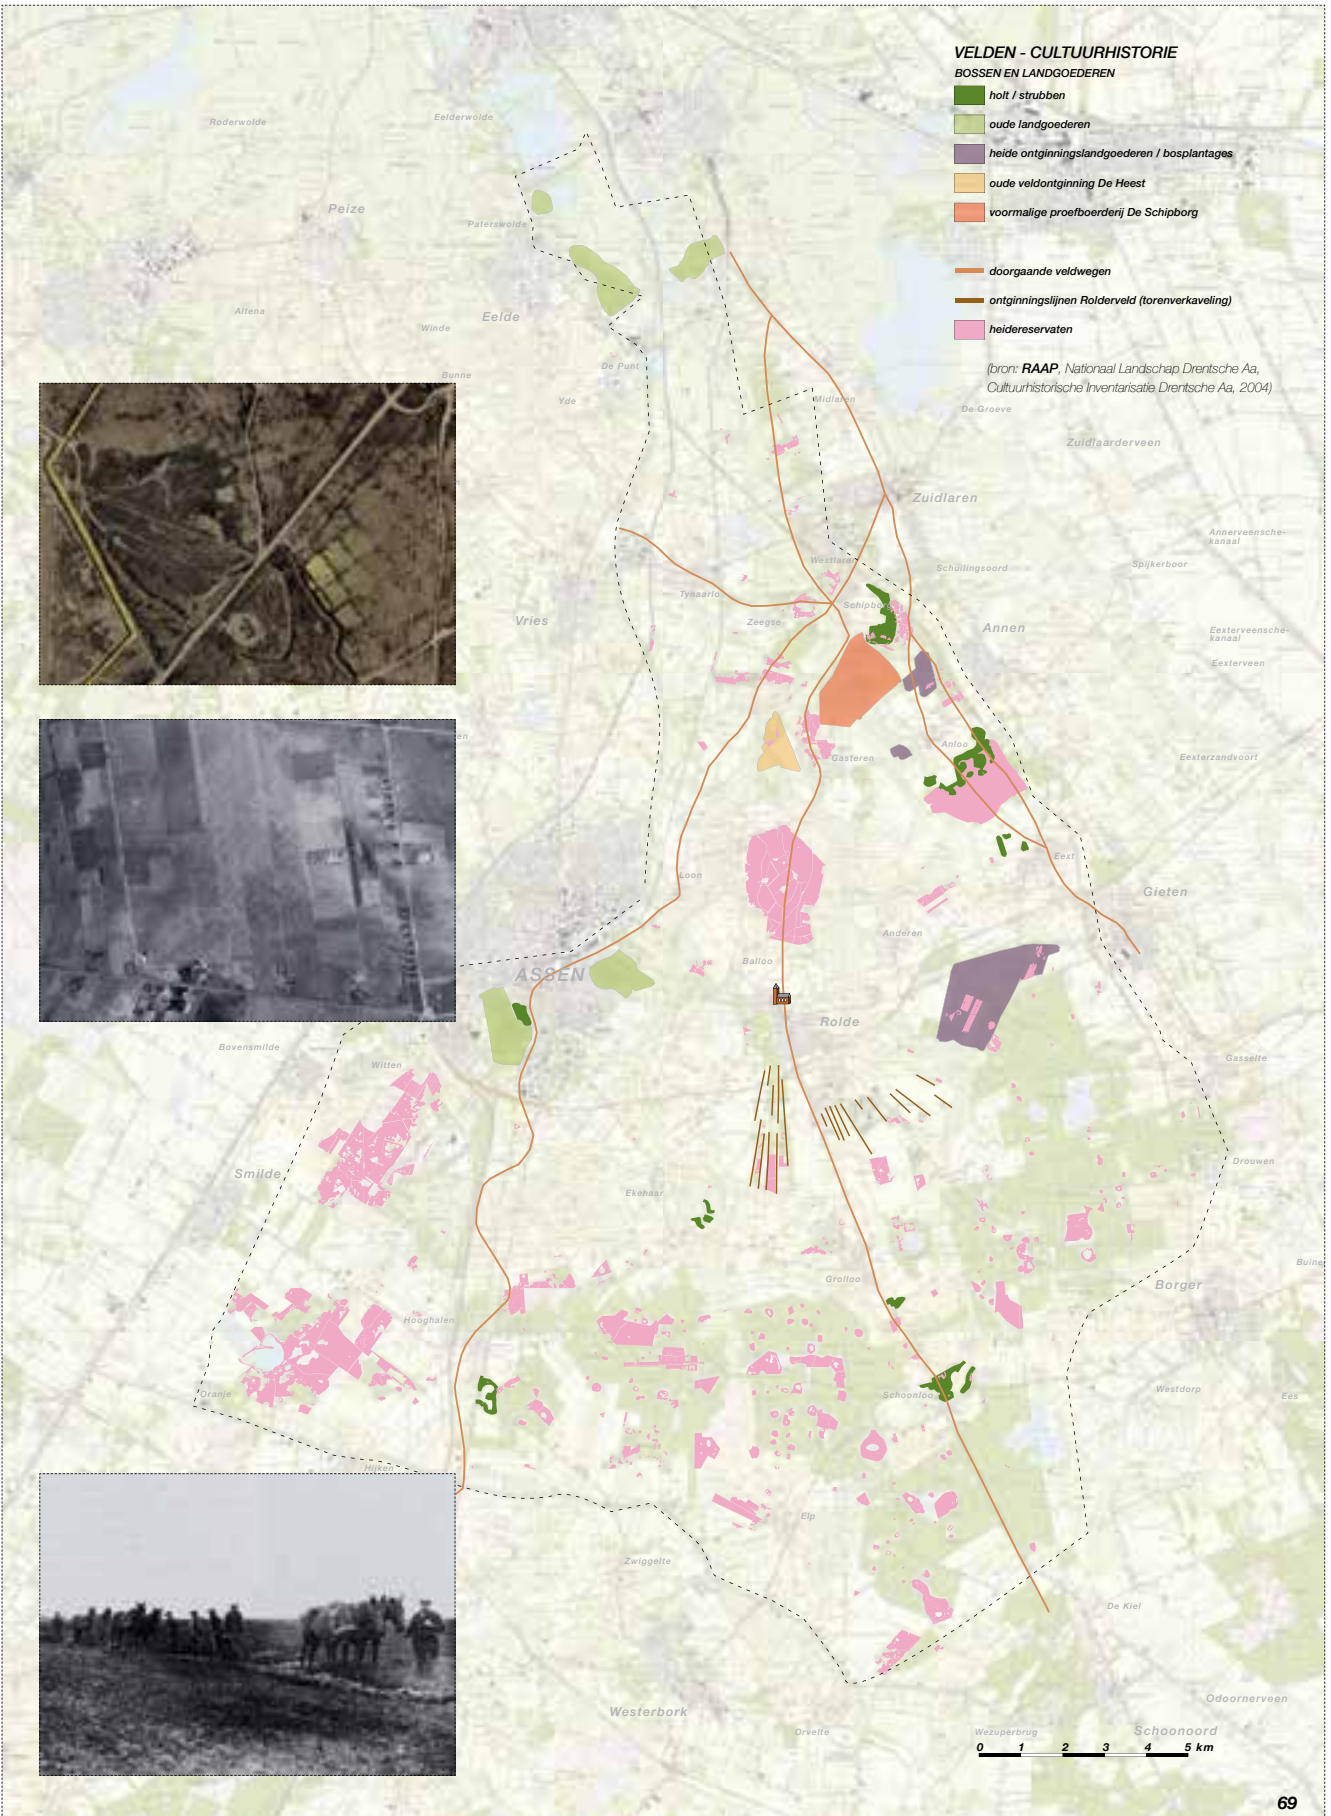 VELDEN - CULTUURHISTORIE
BOSSEN EN LANDGOEDEREN
holt / strubben
oude landgoederen
heide ontginningslandgoederen / bosplantages
oude veldontginning De Heest
voormalige proefboerderij De Schipborg
doorgaande veldwegen
ontginningslijnen Rolderveld (torenverkaveling)
heidereservaten
(bron: RAAP, Nationaal Landschap Drentsche Aa,
Cultuurhistorische Inventarisatie Drentsche Aa, 2004)
Roderwolde
Eelderwolde
Peize
Paterswolde
Altena
Eelde
Winde
De Punt
Bunne
Yde
Midlaren
De Groeve
Zuidlaarderveen
Zuidlaren
Annerveensche-
kanaal
Westlaren
Schuilingsoord
Spijkerboor
Tynaarlo
Schipborg
Vries
Zeegse
Annen
Eexterveensche-
kanaal
Eexterveen
en
Anloo
Gasteren
Eexterzandvoort
Eext
Loon
Gieten
Anderen
Balloo
ASSEN
Rolde
Bovensmilde
Witten
Gasselte
Smilde
Drouwen
Ekehaar
Buine
Grolloo
Borger
Hooghalen
Oranje
Schoonloo
Westdorp
Ees
Hijken
Elp
Zwiggelte
De Kiel
Odoornerveen
Westerbork
Orvelte
Wezuperbrug
Schoonoord
0 1 2 3 4 5 km
69